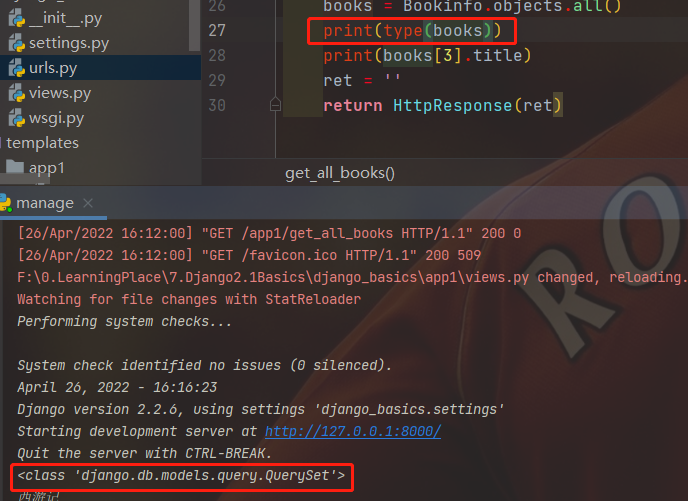 __init__.py
settings.py
urls.py
views.py
wsgi.py
templates
app1
26 books = Bookinfo.objects.all()
27 print(type(books))
28 print(books[3].title)
29 ret = ''
30 return HttpResponse(ret)
get_all_books()
manage
[26/Apr/2022 16:12:00] "GET /app1/get_all_books HTTP/1.1" 200 0
[26/Apr/2022 16:12:00] "GET /favicon.ico HTTP/1.1" 200 509
F:\0.LearningPlace\7.Django2.1Basics\django_basics\app1\views.py changed, reloading.
Watching for file changes with StatReloader
Performing system checks...
System check identified no issues (0 silenced).
April 26, 2022 - 16:16:23
Django version 2.2.6, using settings 'django_basics.settings'
Starting development server at http://127.0.0.1:8000/
Quit the server with CTRL-BREAK.
<class 'django.db.models.query.QuerySet'>
西游记
RO